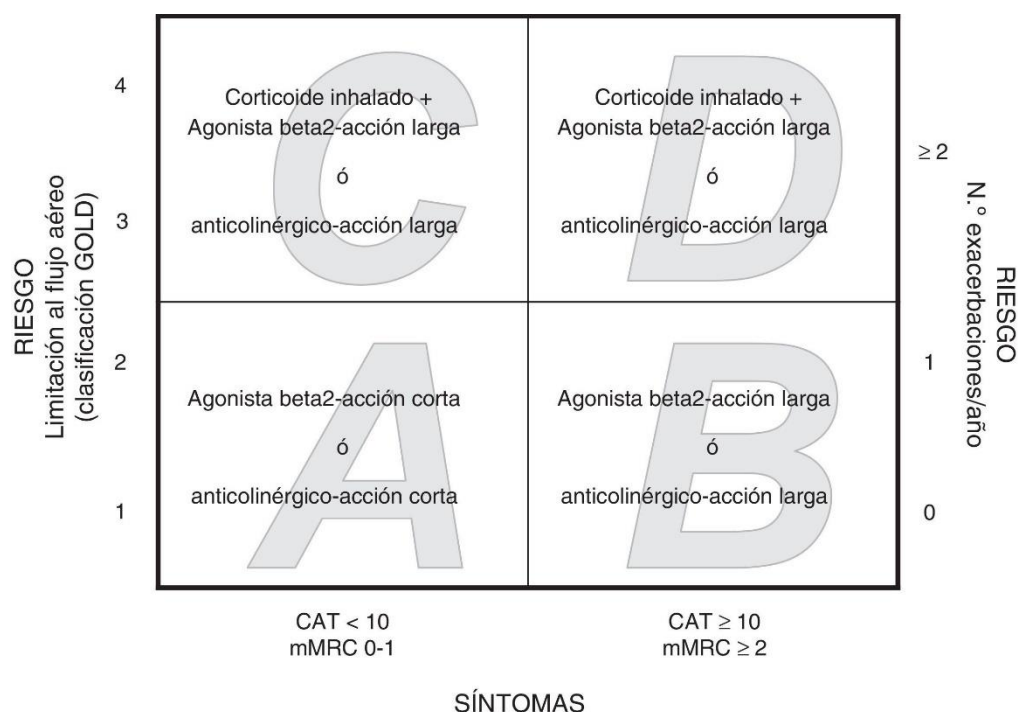 RIESGO
Limitación al flujo aéreo
(clasificación GOLD)
4
3
2
1
C
Corticoide inhalado +
Agonista beta2-acción larga
ó
anticolinérgico-acción larga
D
Corticoide inhalado +
Agonista beta2-acción larga
ó
anticolinérgico-acción larga
A
Agonista beta2-acción corta
ó
anticolinérgico-acción corta
B
Agonista beta2-acción larga
ó
anticolinérgico-acción larga
≥ 2
1
0
RIESGO
N.º exacerbaciones/año
CAT < 10
mMRC 0-1
CAT ≥ 10
mMRC ≥ 2
SÍNTOMAS